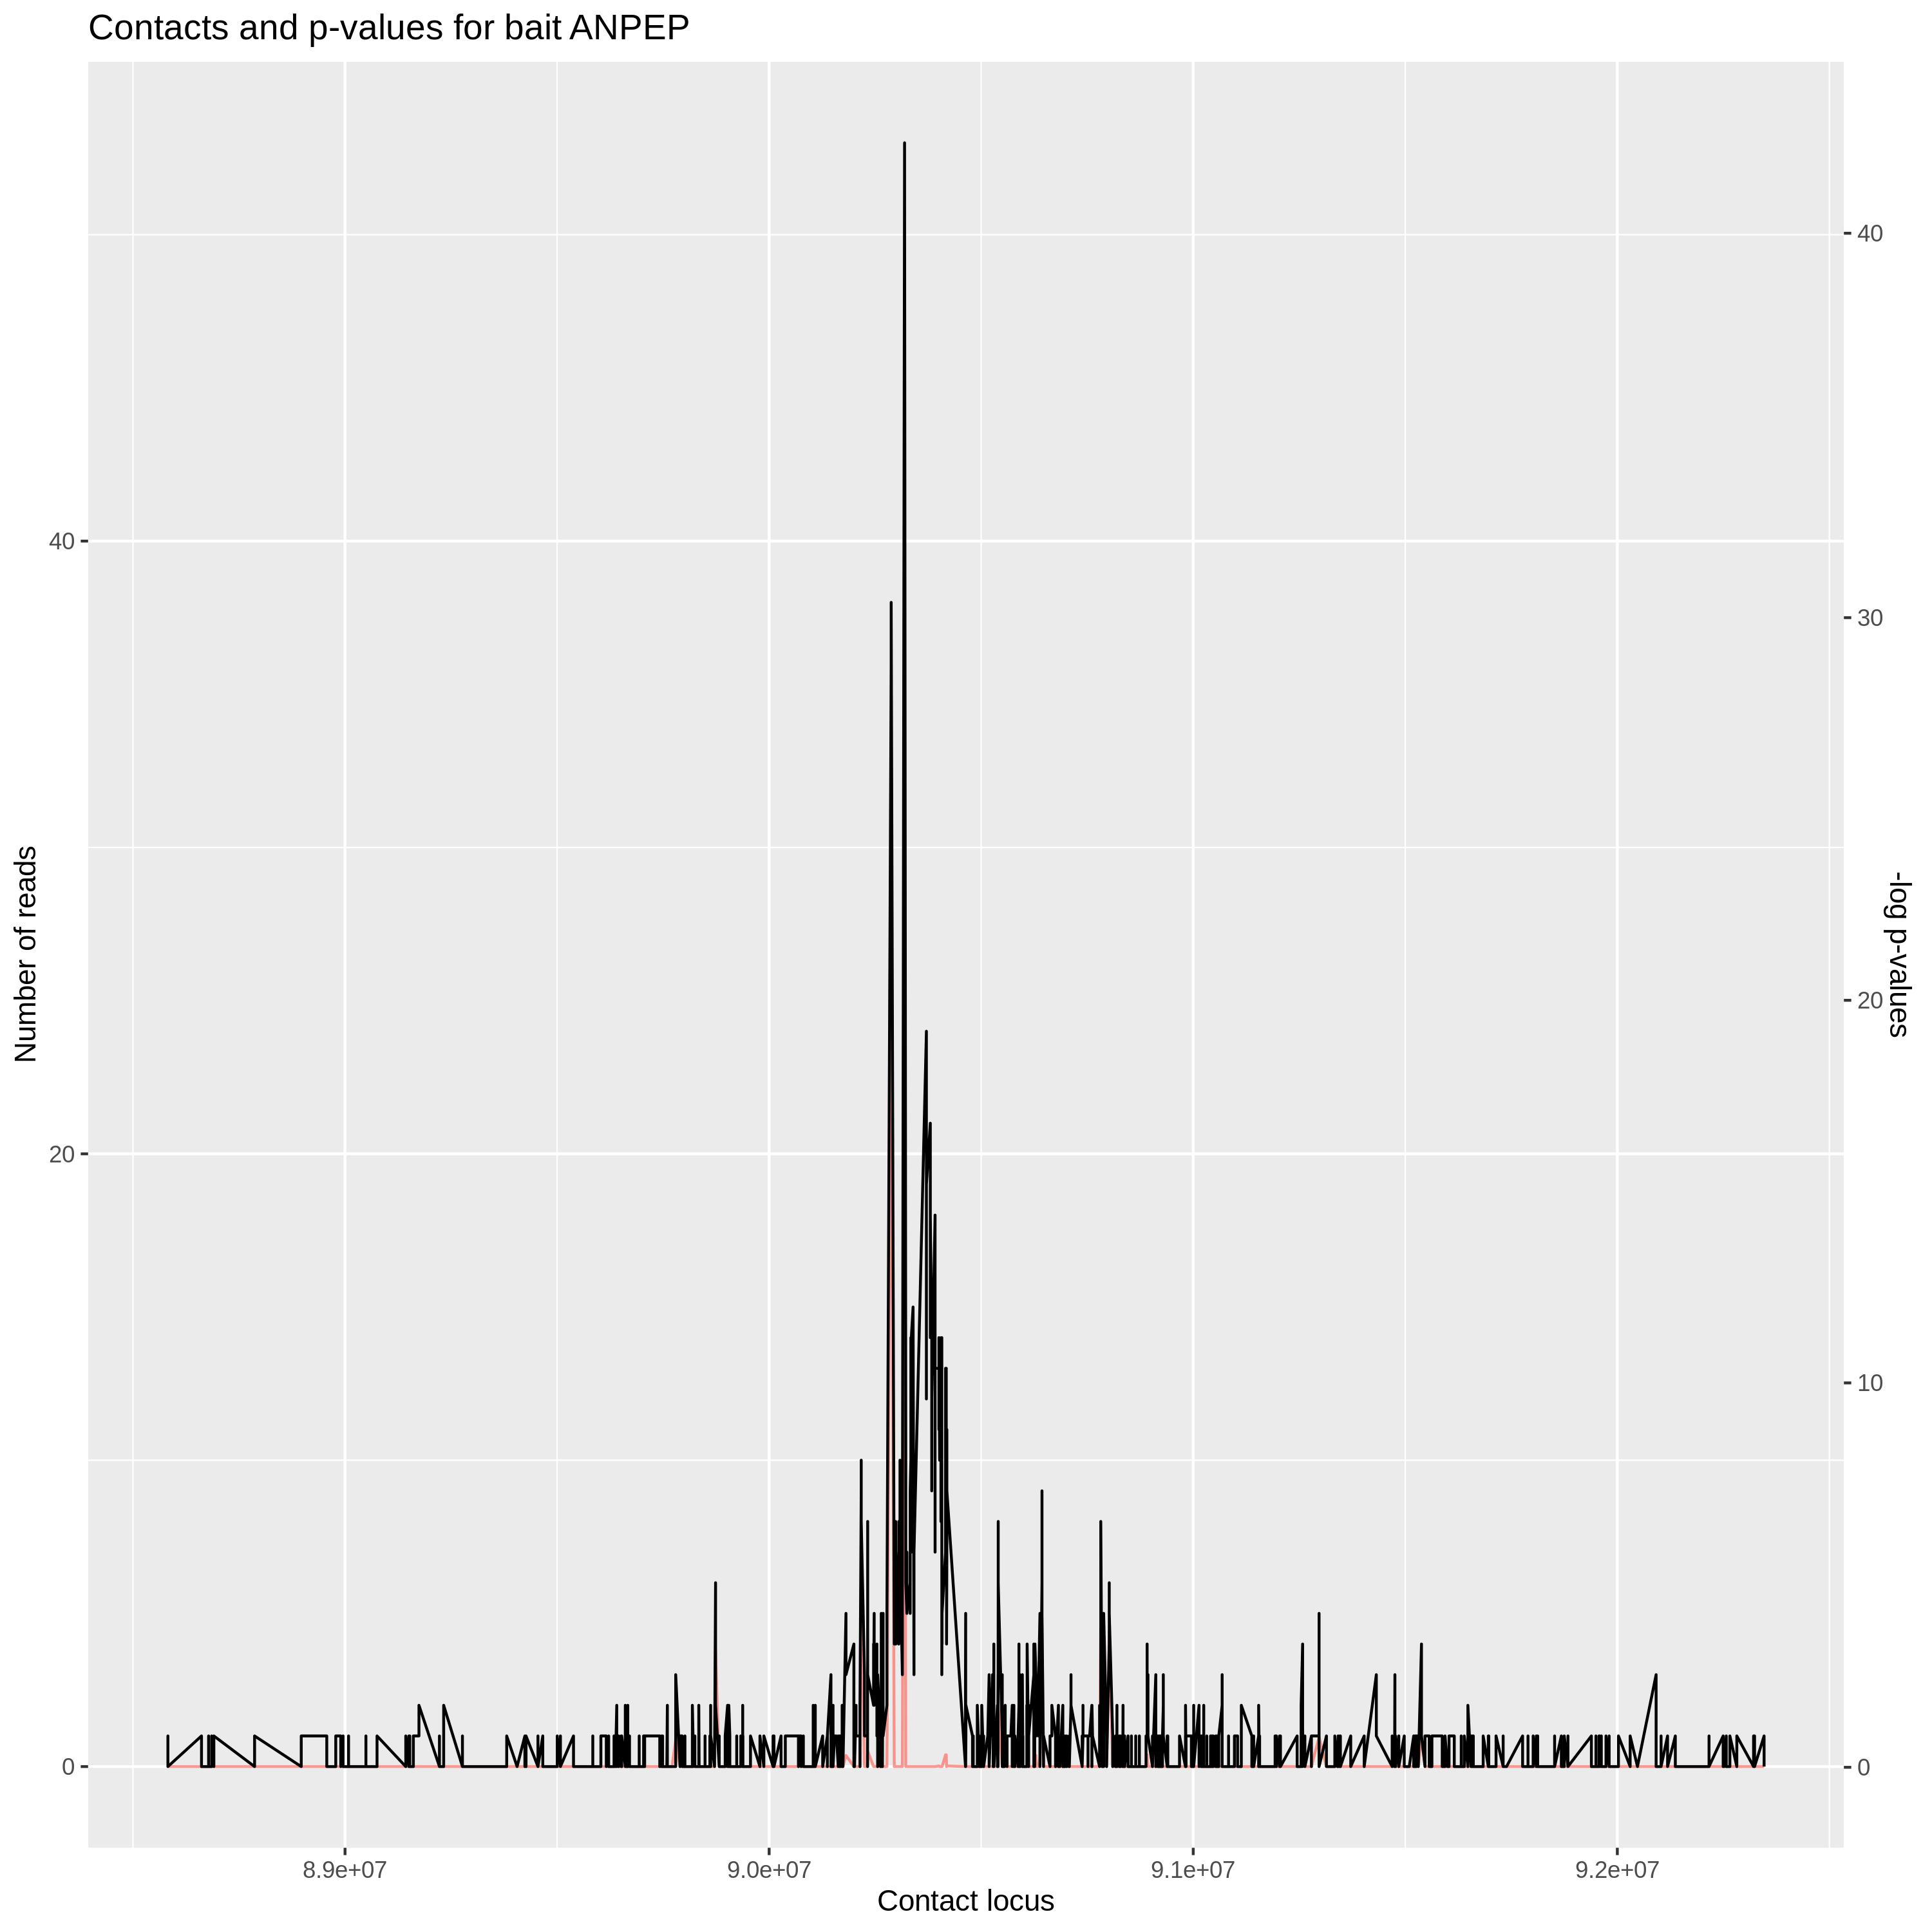 Contacts and p-values for bait ANPEP
Number of reads
40
20
0
40
30
20
10
0
-log p-values
8.9e+07
9.0e+07
9.1e+07
9.2e+07
Contact locus